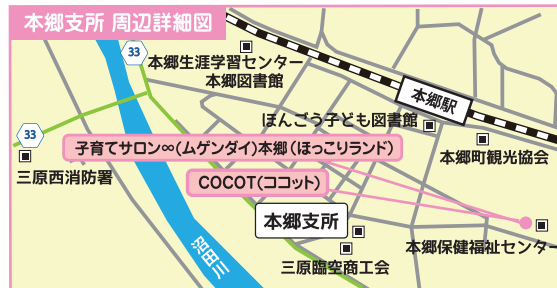 本郷支所 周辺詳細図
33
本郷生涯学習センター
本郷図書館
本郷駅
ほんごう子ども図書館
33
子育てサロン∞(ムゲンダイ)本郷(ほっこりランド)
本郷町観光協会
三原西消防署
COCOT(ココット)
本郷支所
本郷保健福祉センター
沼田川
三原臨空商工会